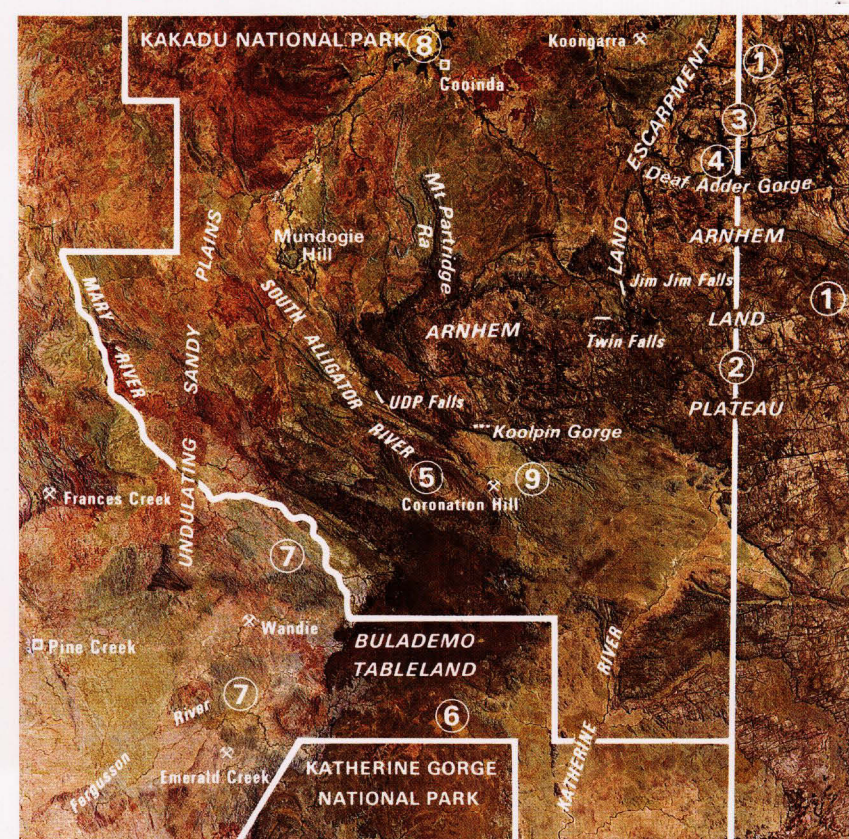 KAKADU NATIONAL PARK
8
Koongarra
1
Cooinda
ESCARPMENT
3
4
Deaf Adder Gorge
Mt Partridge
Ra
PLAINS
Mundogie
Hill
LAND
ARNHEM
Jim Jim Falls
1
MARY
RIVER
SOUTH ALLIGATOR RIVER
ARNHEM
LAND
Twin Falls
SANDY
2
UDP Falls
PLATEAU
Koolpin Gorge
UNDULATING
5
9
Frances Creek
Coronation Hill
7
Wandie
Pine Creek
BULADEMO
TABLELAND
RIVER
7
River
6
KATHERINE
Fergusson
Emerald Creek
KATHERINE GORGE
NATIONAL PARK